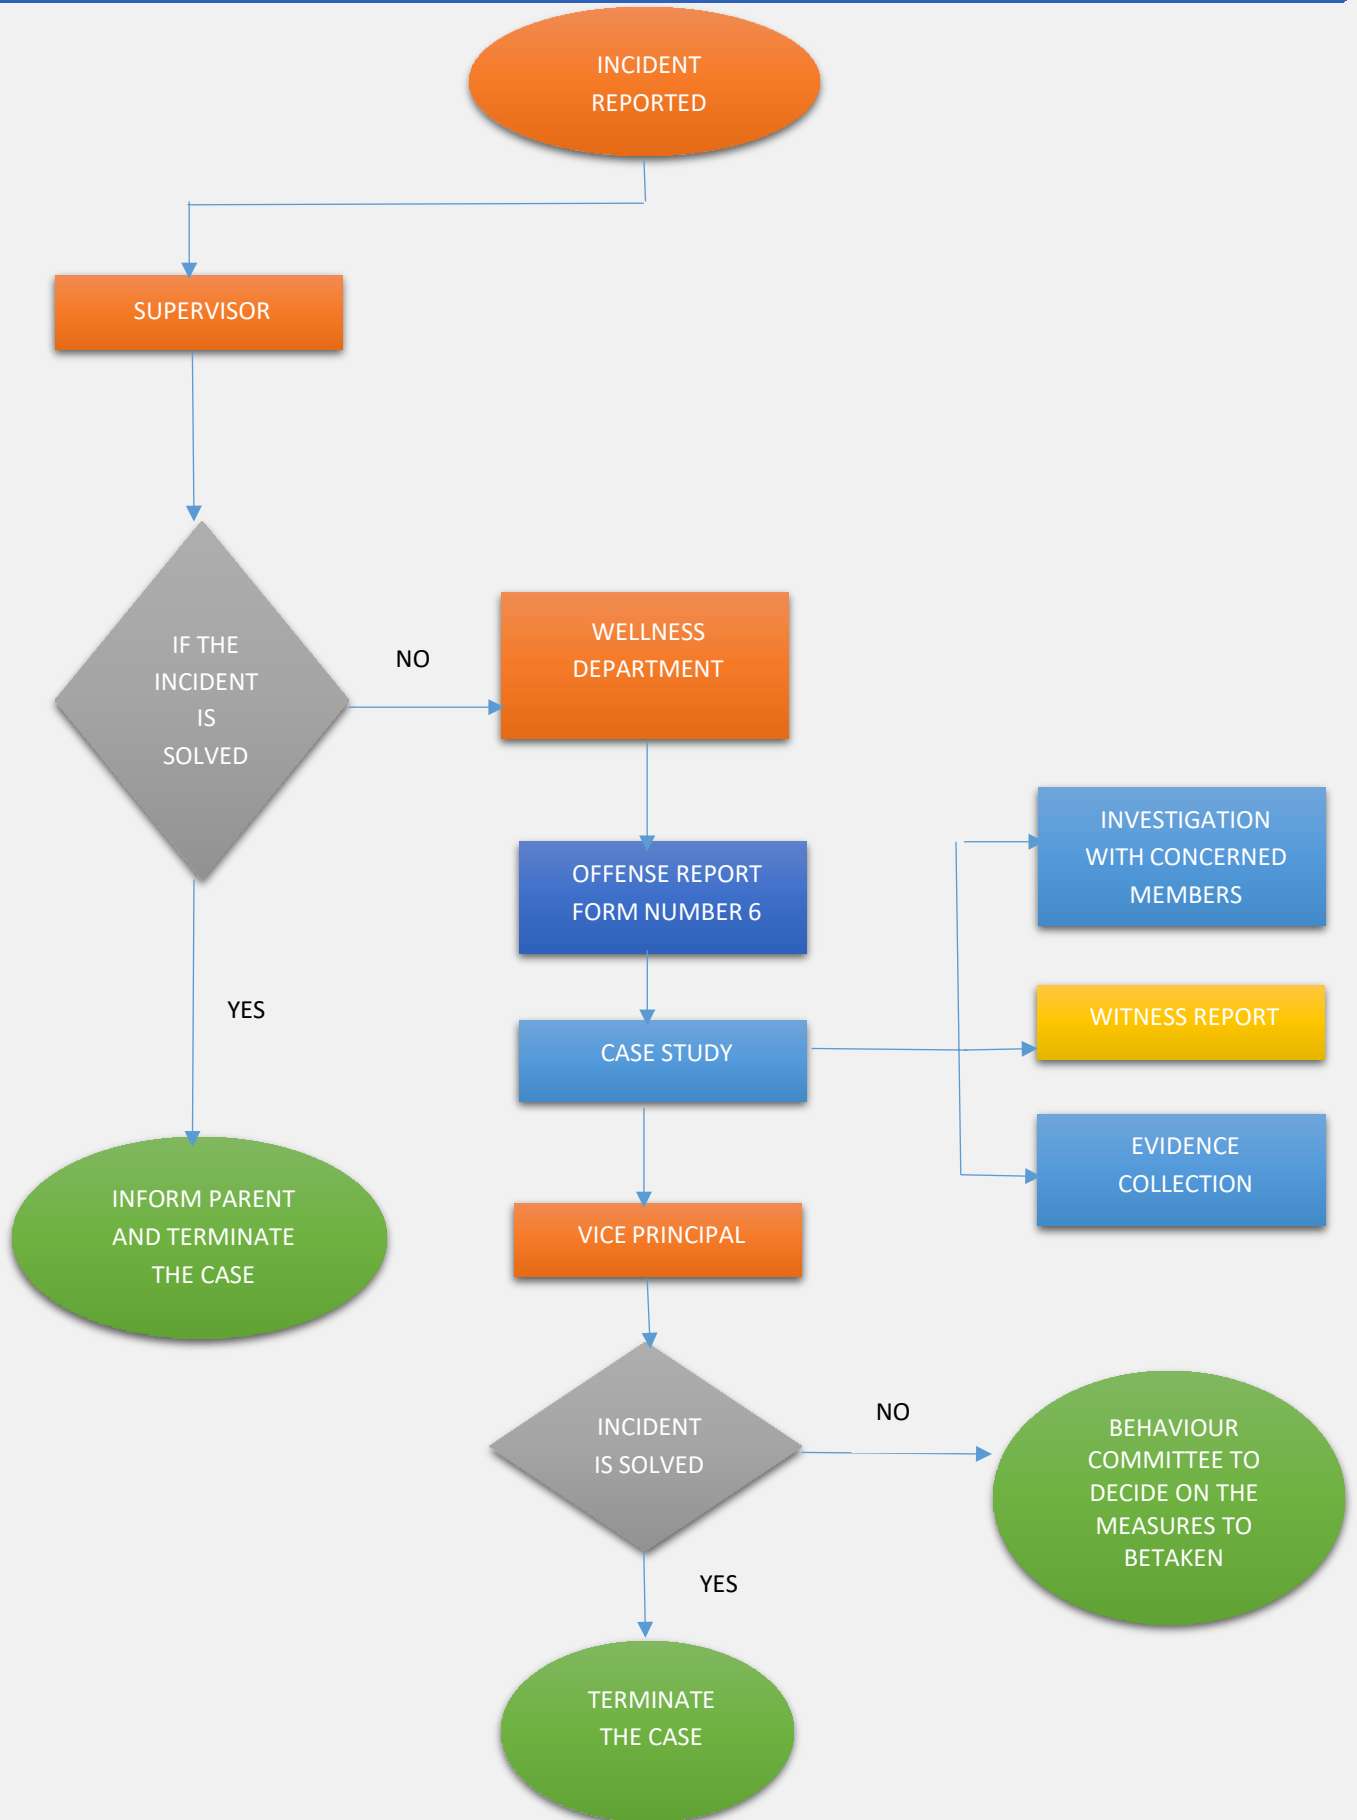 INCIDENT
REPORTED
SUPERVISOR
IF THE
INCIDENT
IS
SOLVED
NO
WELLNESS
DEPARTMENT
OFFENSE REPORT
FORM NUMBER 6
CASE STUDY
INVESTIGATION
WITH CONCERNED
MEMBERS
WITNESS REPORT
EVIDENCE
COLLECTION
YES
INFORM PARENT
AND TERMINATE
THE CASE
VICE PRINCIPAL
INCIDENT
IS SOLVED
NO
BEHAVIOUR
COMMITTEE TO
DECIDE ON THE
MEASURES TO
BETAKEN
YES
TERMINATE
THE CASE